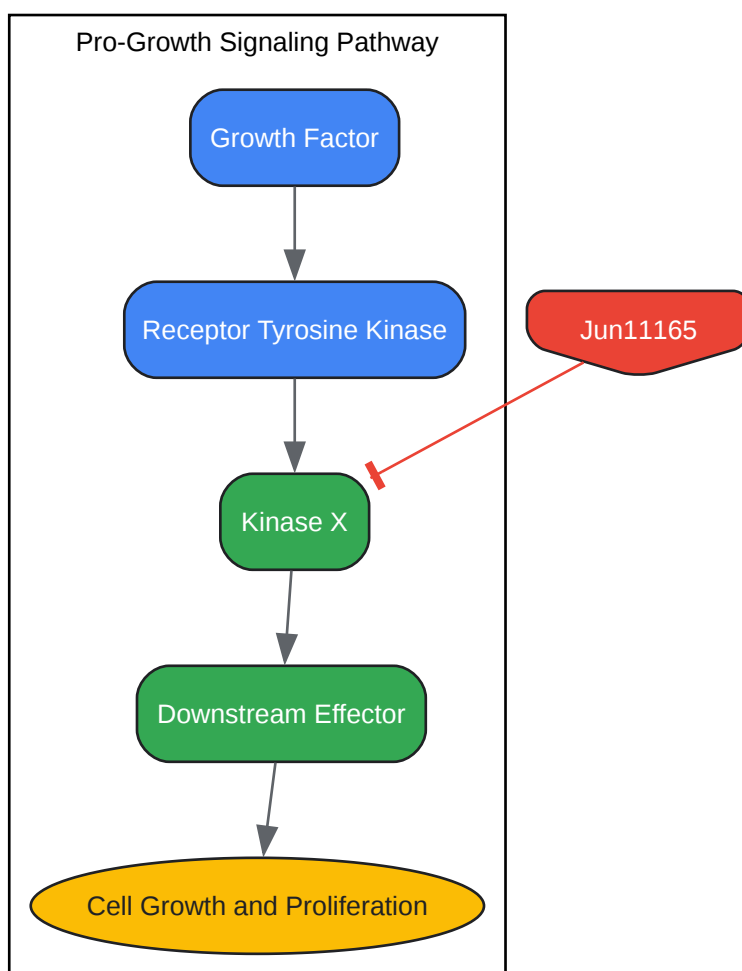 Pro-Growth Signaling Pathway
Growth Factor
Receptor Tyrosine Kinase
Jun11165
Kinase X
Downstream Effector
Cell Growth and Proliferation